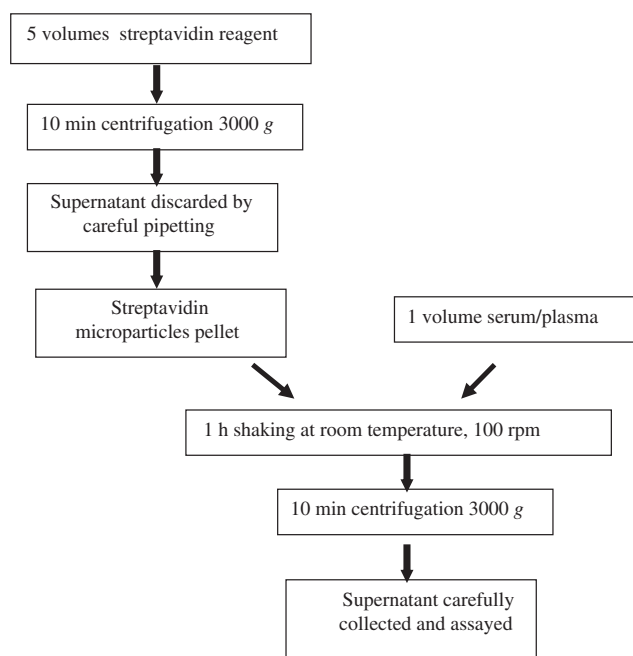 5 volumes streptavidin reagent
10 min centrifugation 3000 g
Supernatant discarded by
careful pipetting
Streptavidin
microparticles pellet
1 volume serum/plasma
1 h shaking at room temperature, 100 rpm
10 min centrifugation 3000 g
Supernatant carefully
collected and assayed